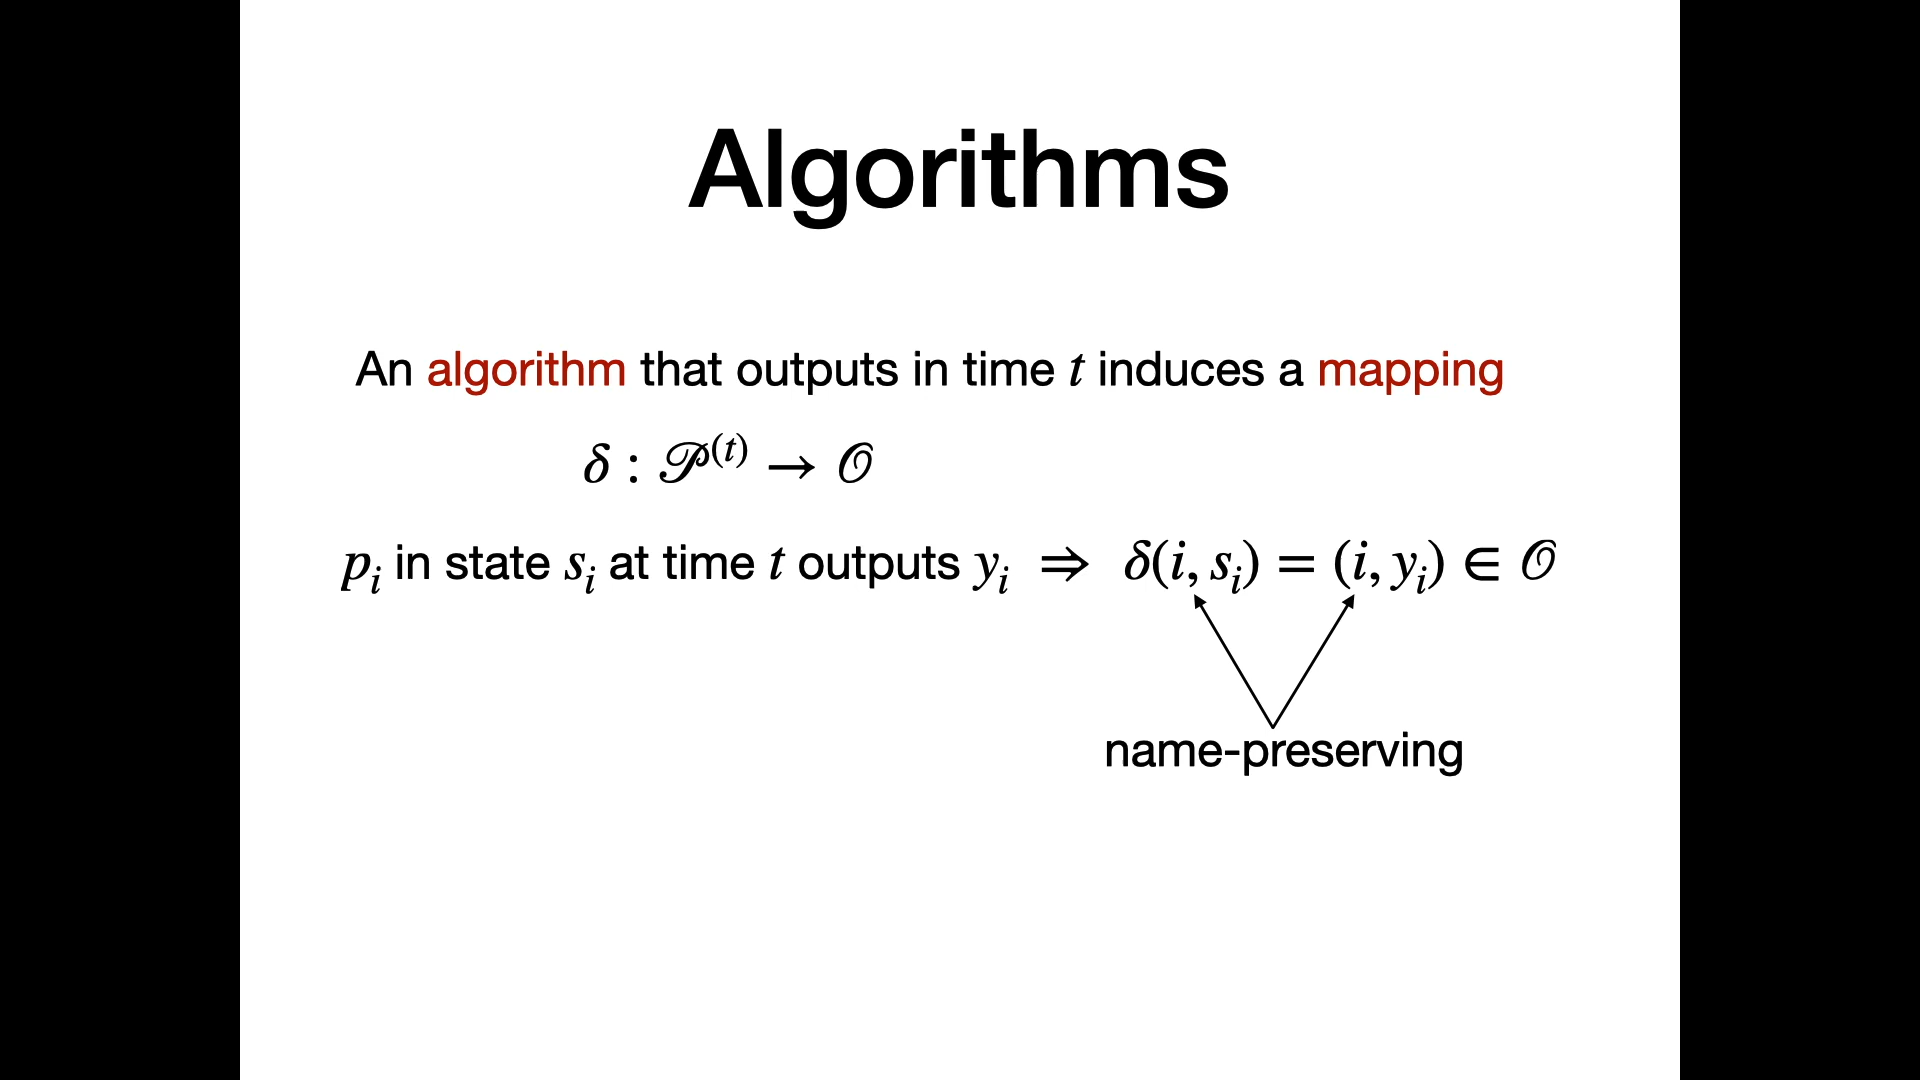 Algorithms
An algorithm that outputs in time t induces a mapping
δ : 𝒫⁽ᵗ⁾ → 𝒪
pᵢ in state sᵢ at time t outputs yᵢ ⇒ δ(i, sᵢ) = (i, yᵢ) ∈ 𝒪
name-preserving